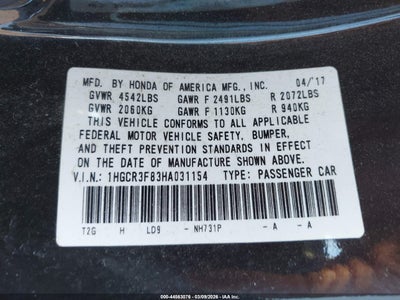 MFD. BY HONDA OF AMERICA MFG., INC. 04/17
GVWR 4542LBS GAWR F 2491LBS R 2072LBS
GVWR 2060KG GAWR F 1130KG R 940KG
THIS VEHICLE CONFORMS TO ALL APPLICABLE
FEDERAL MOTOR VEHICLE SAFETY, BUMPER,
AND THEFT PREVENTION STANDARDS IN EFFECT
ON THE DATE OF MANUFACTURE SHOWN ABOVE.
V.I.N.: 1HGCR3F83HA031154 TYPE: PASSENGER CAR
T2G H LD9 - NH731P - A - A
000-44563076 - 03/09/2026 - IAA, Inc.